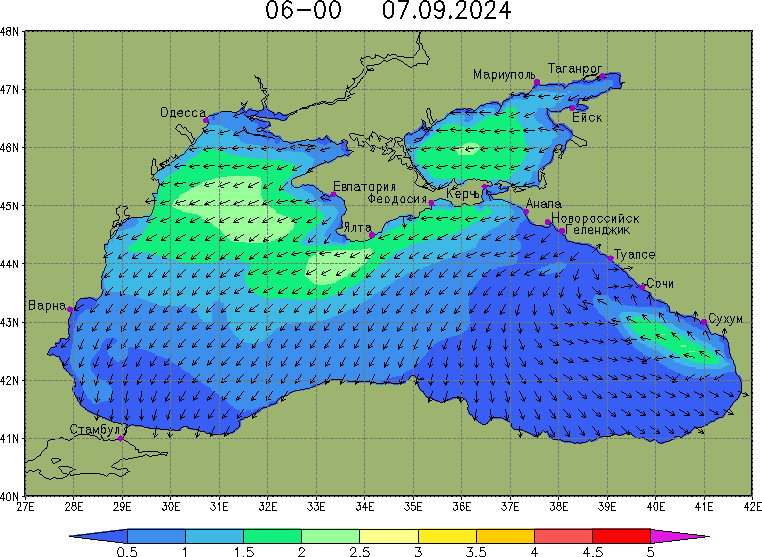 06-00 07.09.2024
48N
47N
46N
45N
44N
43N
42N
41N
40N
Таганрог
Мариуполь
Ейск
Одесса
Евпатория
Феодосия
Керчь
Анапа
Новороссийск
Геленджик
Ялта
Туапсе
Сочи
Варна
Сухум
Стамбул
27E 28E 29E 30E 31E 32E 33E 34E 35E 36E 37E 38E 39E 40E 41E 42E
0.5 1 1.5 2 2.5 3 3.5 4 4.5 5